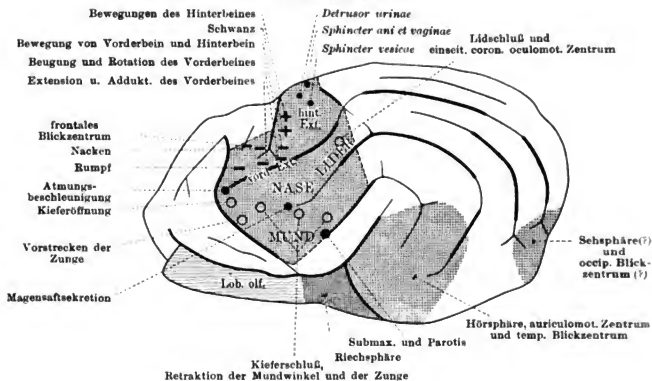 Bewegungen des Hinterbeines
Schwanz
Bewegung von Vorderbein und Hinterbein
Beugung und Rotation des Vorderbeines
Extension u. Addukt. des Vorderbeines
Detrusor urinae
Sphincter ani et vaginae
Sphincter vesicae
Lidschluß und
einseit. coron. oculomot. Zentrum
frontales
Blickzentrum
Nacken
Rumpf
Atmungs-
beschleunigung
Kieferöffnung
Vorstrecken der
Zunge
Magensaftsekretion
hint.
Ext.
vord. Ext.
LIDER
NASE
MUND
Lob. olf.
Sehsphäre(?)
und
occip. Blick-
zentrum (?)
Hörsphäre, auriculomot. Zentrum
und temp. Blickzentrum
Submax. und Parotis
Riechsphäre
Kieferschluß,
Retraktion der Mundwinkel und der Zunge